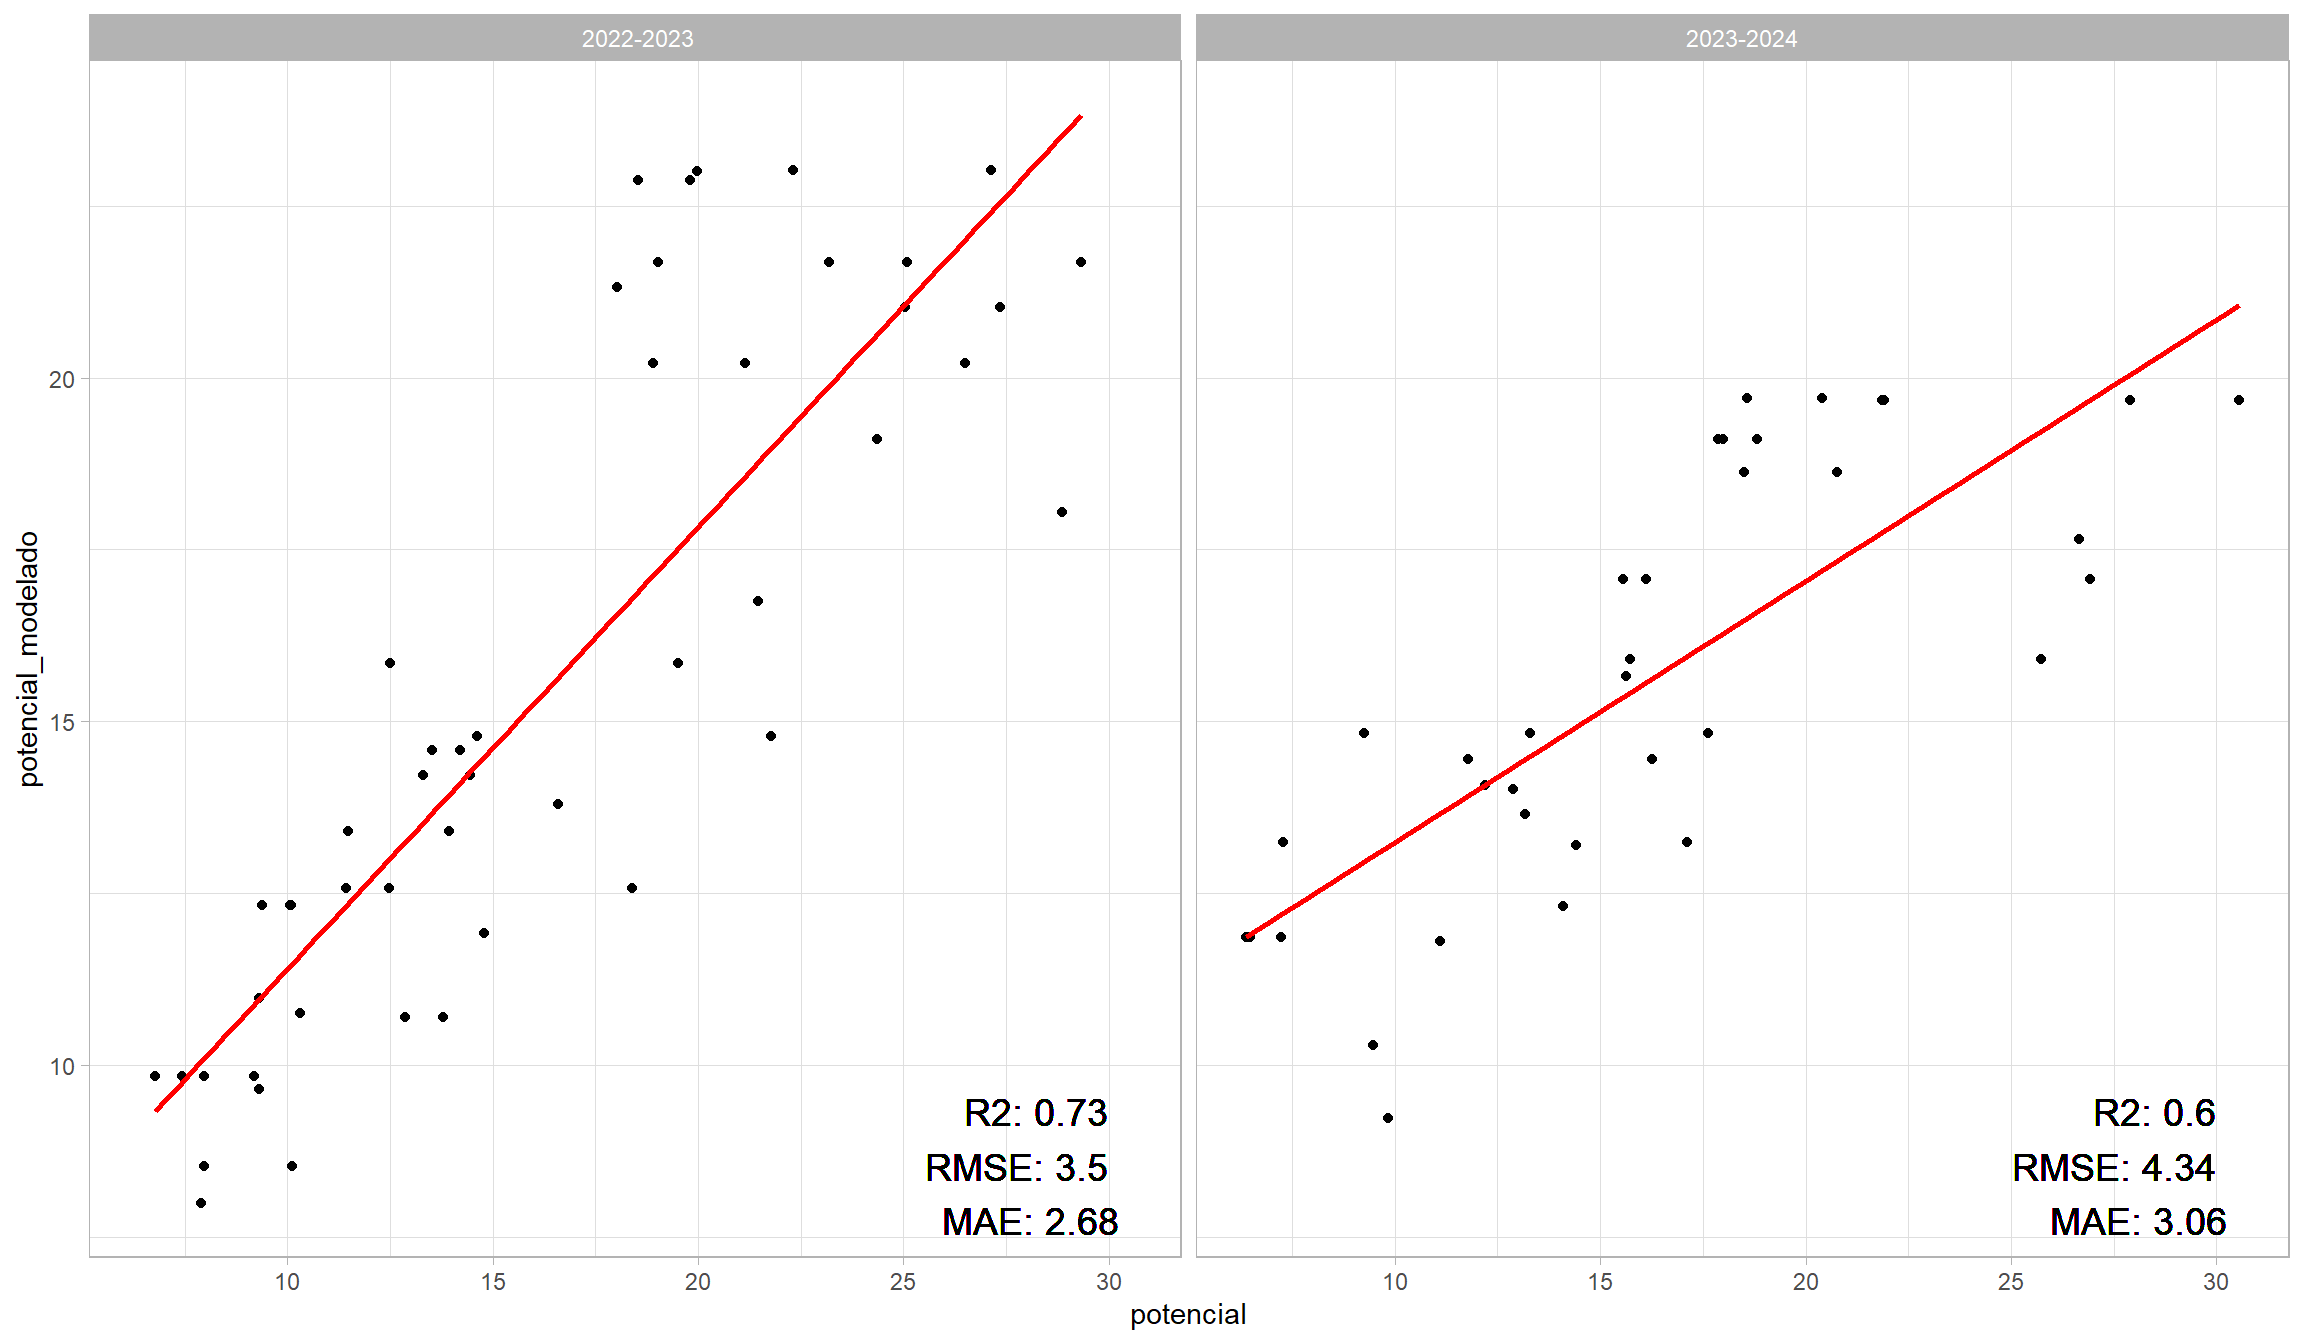 2022-2023
2023-2024
potencial_modelado
20
15
10
R2: 0.73
RMSE: 3.5
MAE: 2.68
R2: 0.6
RMSE: 4.34
MAE: 3.06
10 15 20 25 30
10 15 20 25 30
potencial